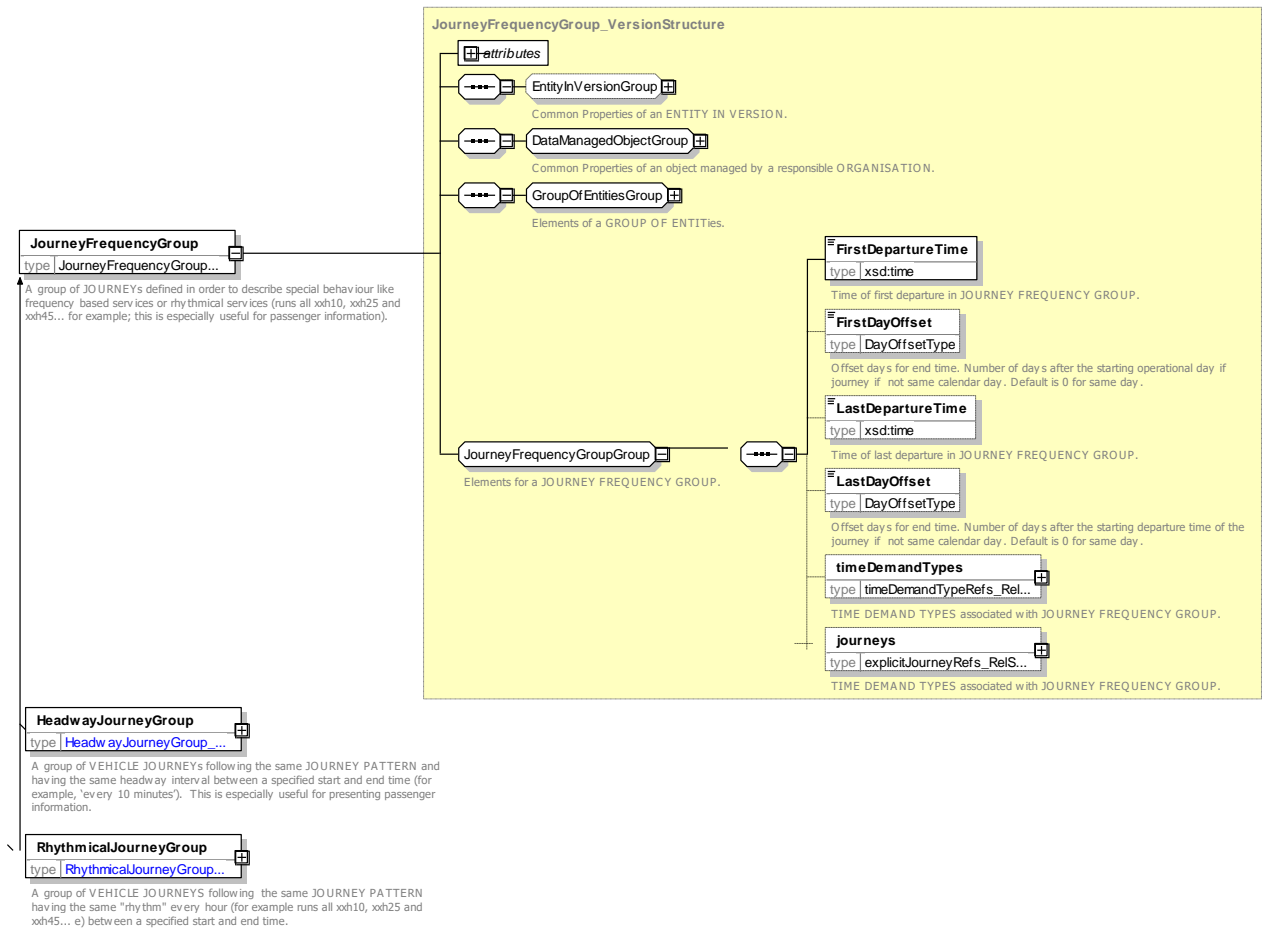 JourneyFrequencyGroup_VersionStructure
attributes
EntityInVersionGroup
Common Properties of an ENTITY IN VERSION.
DataManagedObjectGroup
Common Properties of an object managed by a responsible ORGANISATION.
GroupOfEntitiesGroup
Elements of a GROUP OF ENTITies.
JourneyFrequencyGroup
type JourneyFrequencyGroup...
A group of JOURNEYs defined in order to describe special behaviour like
frequency based services or rhythmical services (runs all xxh10, xxh25 and
xxh45... for example; this is especially useful for passenger information).
FirstDepartureTime
type xsd:time
Time of first departure in JOURNEY FREQUENCY GROUP.
FirstDayOffset
type DayOffsetType
Offset days for end time. Number of days after the starting operational day if
journey if not same calendar day. Default is 0 for same day.
LastDepartureTime
type xsd:time
Time of last departure in JOURNEY FREQUENCY GROUP.
JourneyFrequencyGroupGroup
Elements for a JOURNEY FREQUENCY GROUP.
LastDayOffset
type DayOffsetType
Offset days for end time. Number of days after the starting departure time of the
journey if not same calendar day. Default is 0 for same day.
timeDemandTypes
type timeDemandTypeRefs_Rel...
TIME DEMAND TYPES associated with JOURNEY FREQUENCY GROUP.
journeys
type explicitJourneyRefs_RelS...
TIME DEMAND TYPES associated with JOURNEY FREQUENCY GROUP.
HeadwayJourneyGroup
type HeadwayJourneyGroup_...
A group of VEHICLE JOURNEYs following the same JOURNEY PATTERN and
having the same headway interval between a specified start and end time (for
example, ‘every 10 minutes’). This is especially useful for presenting passenger
information.
RhythmicalJourneyGroup
type RhythmicalJourneyGroup...
A group of VEHICLE JOURNEYS following the same JOURNEY PATTERN
having the same "rhythm" every hour (for example runs all xxh10, xxh25 and
xxh45... e) between a specified start and end time.